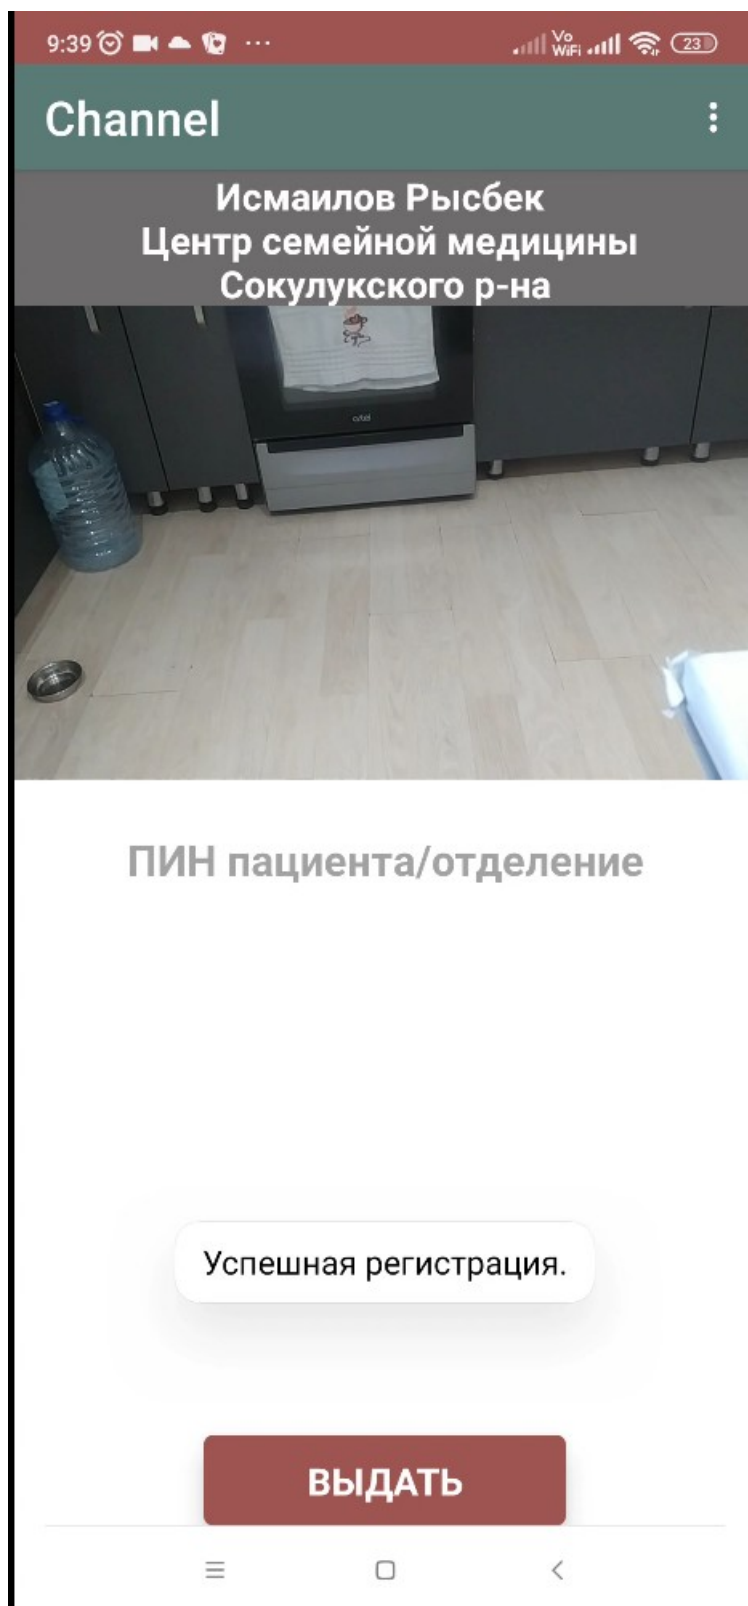 9:39
Vo
WiFi
23
Channel
Исмаилов Рысбек
Центр семейной медицины
Сокулукского р-на
artel
ПИН пациента/отделение
Успешная регистрация.
ВЫДАТЬ